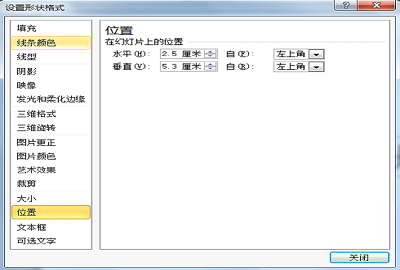 设置形状格式
填充
线条颜色
线型
阴影
映像
发光和柔化边缘
三维格式
三维旋转
图片更正
图片颜色
艺术效果
裁剪
大小
位置
文本框
可选文字
位置
在幻灯片上的位置
水平(H): 2.5 厘米 自(F): 左上角
垂直(V): 5.3 厘米 自(R): 左上角
关闭